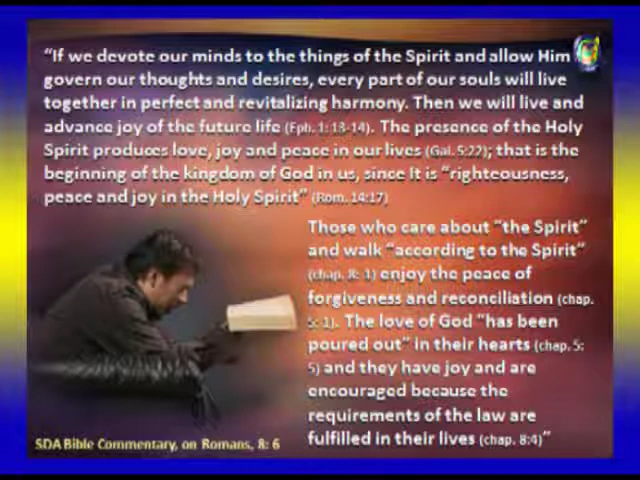 “If we devote our minds to the things of the Spirit and allow Him
govern our thoughts and desires, every part of our souls will live
together in perfect and revitalizing harmony. Then we will live and
advance joy of the future life (Eph. 1: 13-14). The presence of the Holy
Spirit produces love, joy and peace in our lives (Gal. 5:22); that is the
beginning of the kingdom of God in us, since it is “righteousness,
peace and joy in the Holy Spirit” (Rom. 14:17)
Those who care about “the Spirit”
and walk “according to the Spirit”
(chap. 8: 1) enjoy the peace of
forgiveness and reconciliation (chap.
5: 1). The love of God “has been
poured out” in their hearts (chap. 5:
5) and they have joy and are
encouraged because the
requirements of the law are
fulfilled in their lives (chap. 8:4)”
SDA Bible Commentary, on Romans, 8: 6